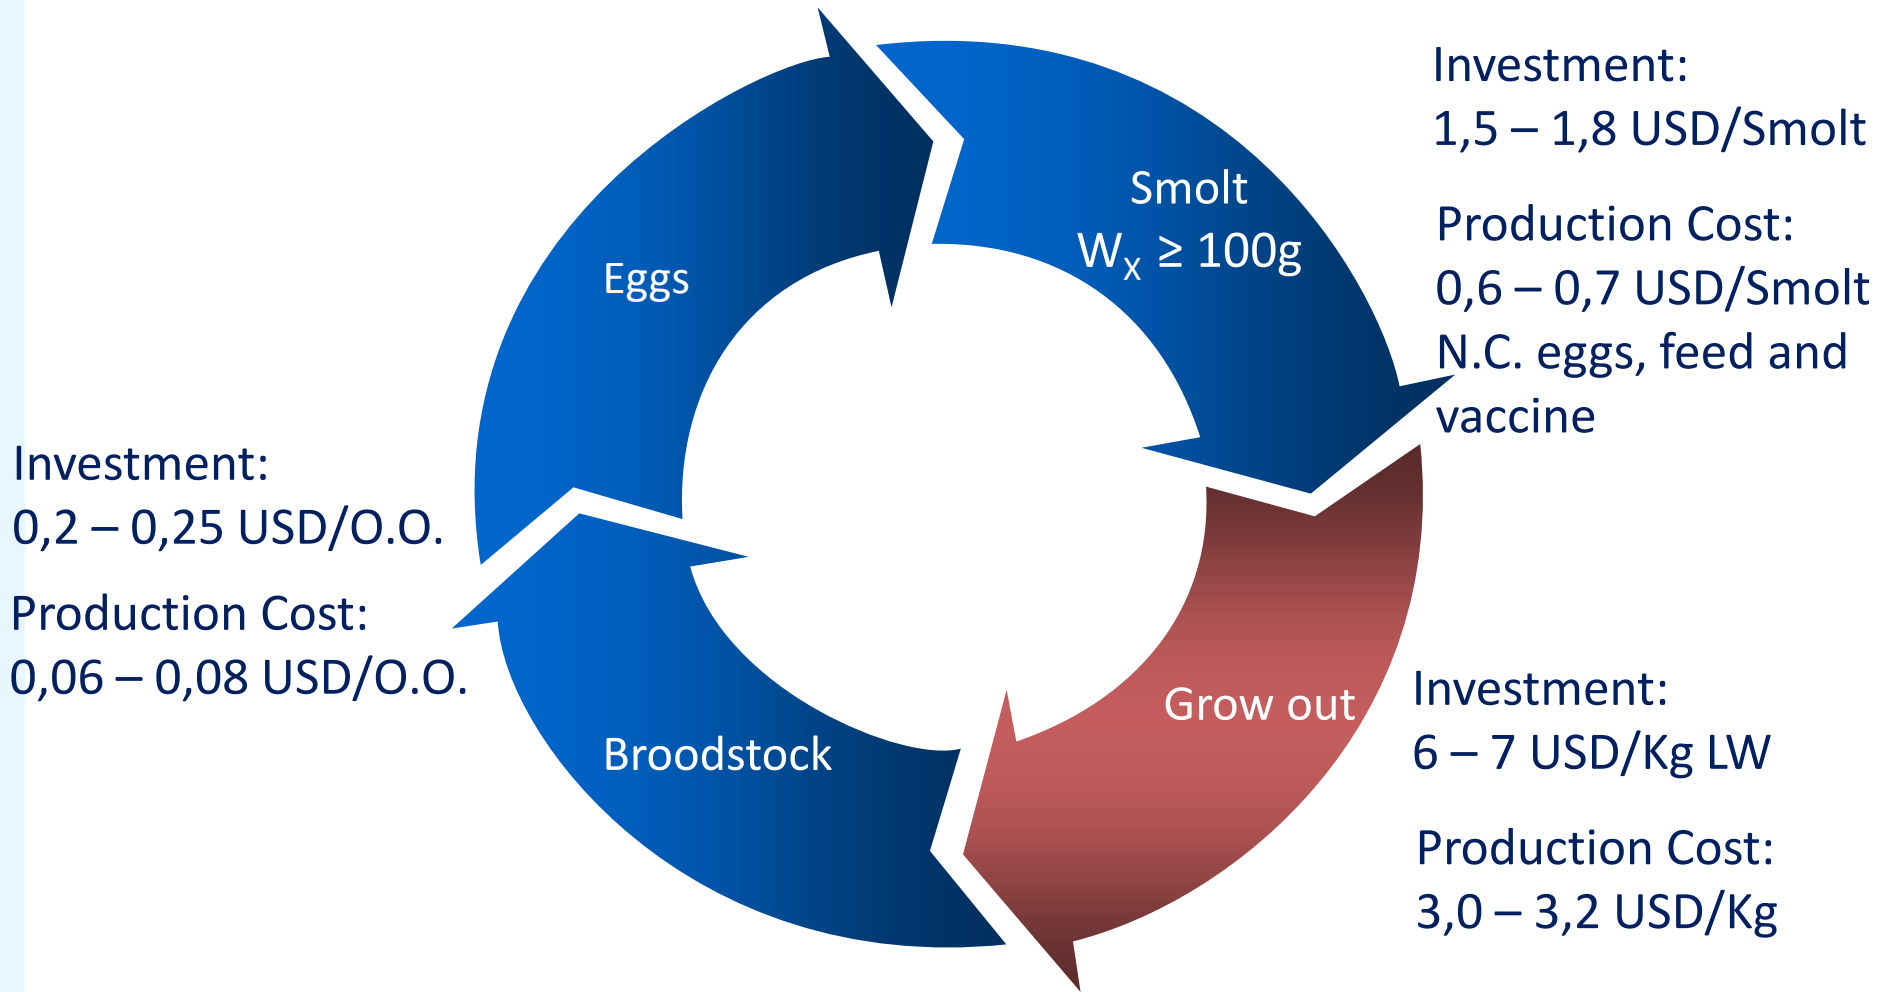 Investment:
1,5 – 1,8 USD/Smolt
Production Cost:
0,6 – 0,7 USD/Smolt
N.C. eggs, feed and
vaccine
Smolt
Wx ≥ 100g
Eggs
Investment:
0,2 – 0,25 USD/O.O.
Production Cost:
0,06 – 0,08 USD/O.O.
Broodstock
Grow out
Investment:
6 – 7 USD/Kg LW
Production Cost:
3,0 – 3,2 USD/Kg